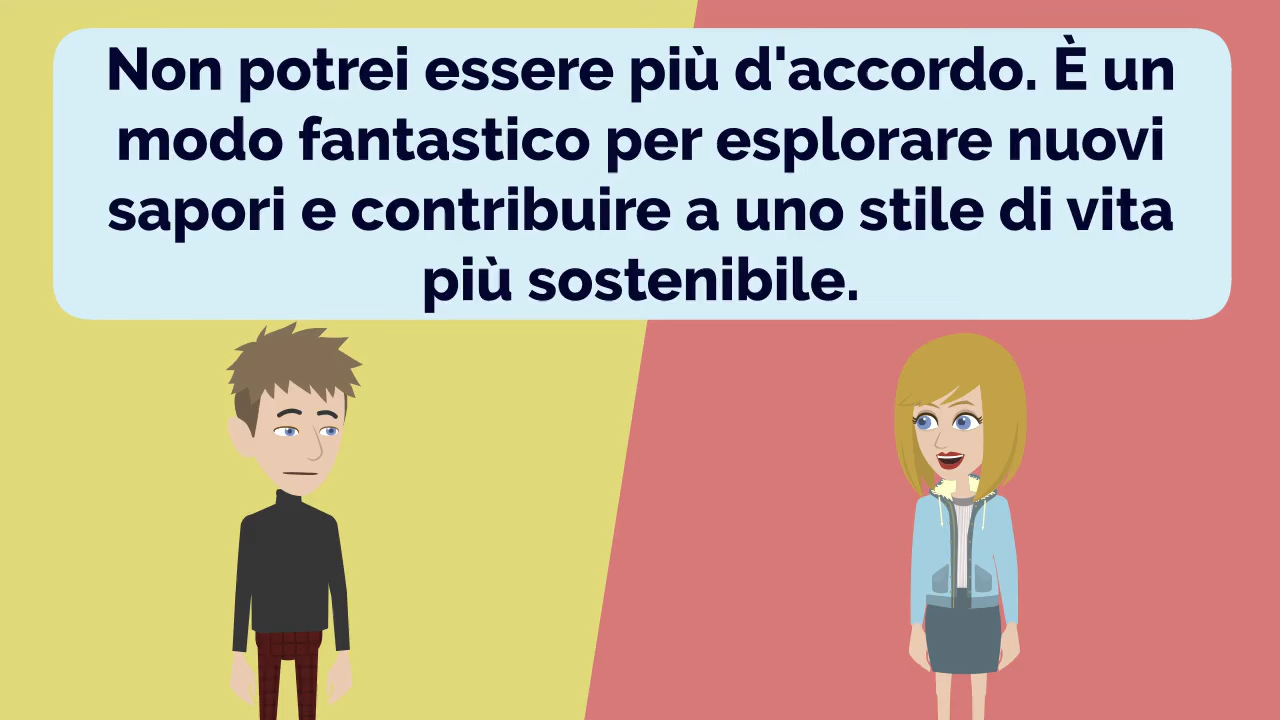 Non potrei essere più d'accordo. È un
modo fantastico per esplorare nuovi
sapori e contribuire a uno stile di vita
più sostenibile.